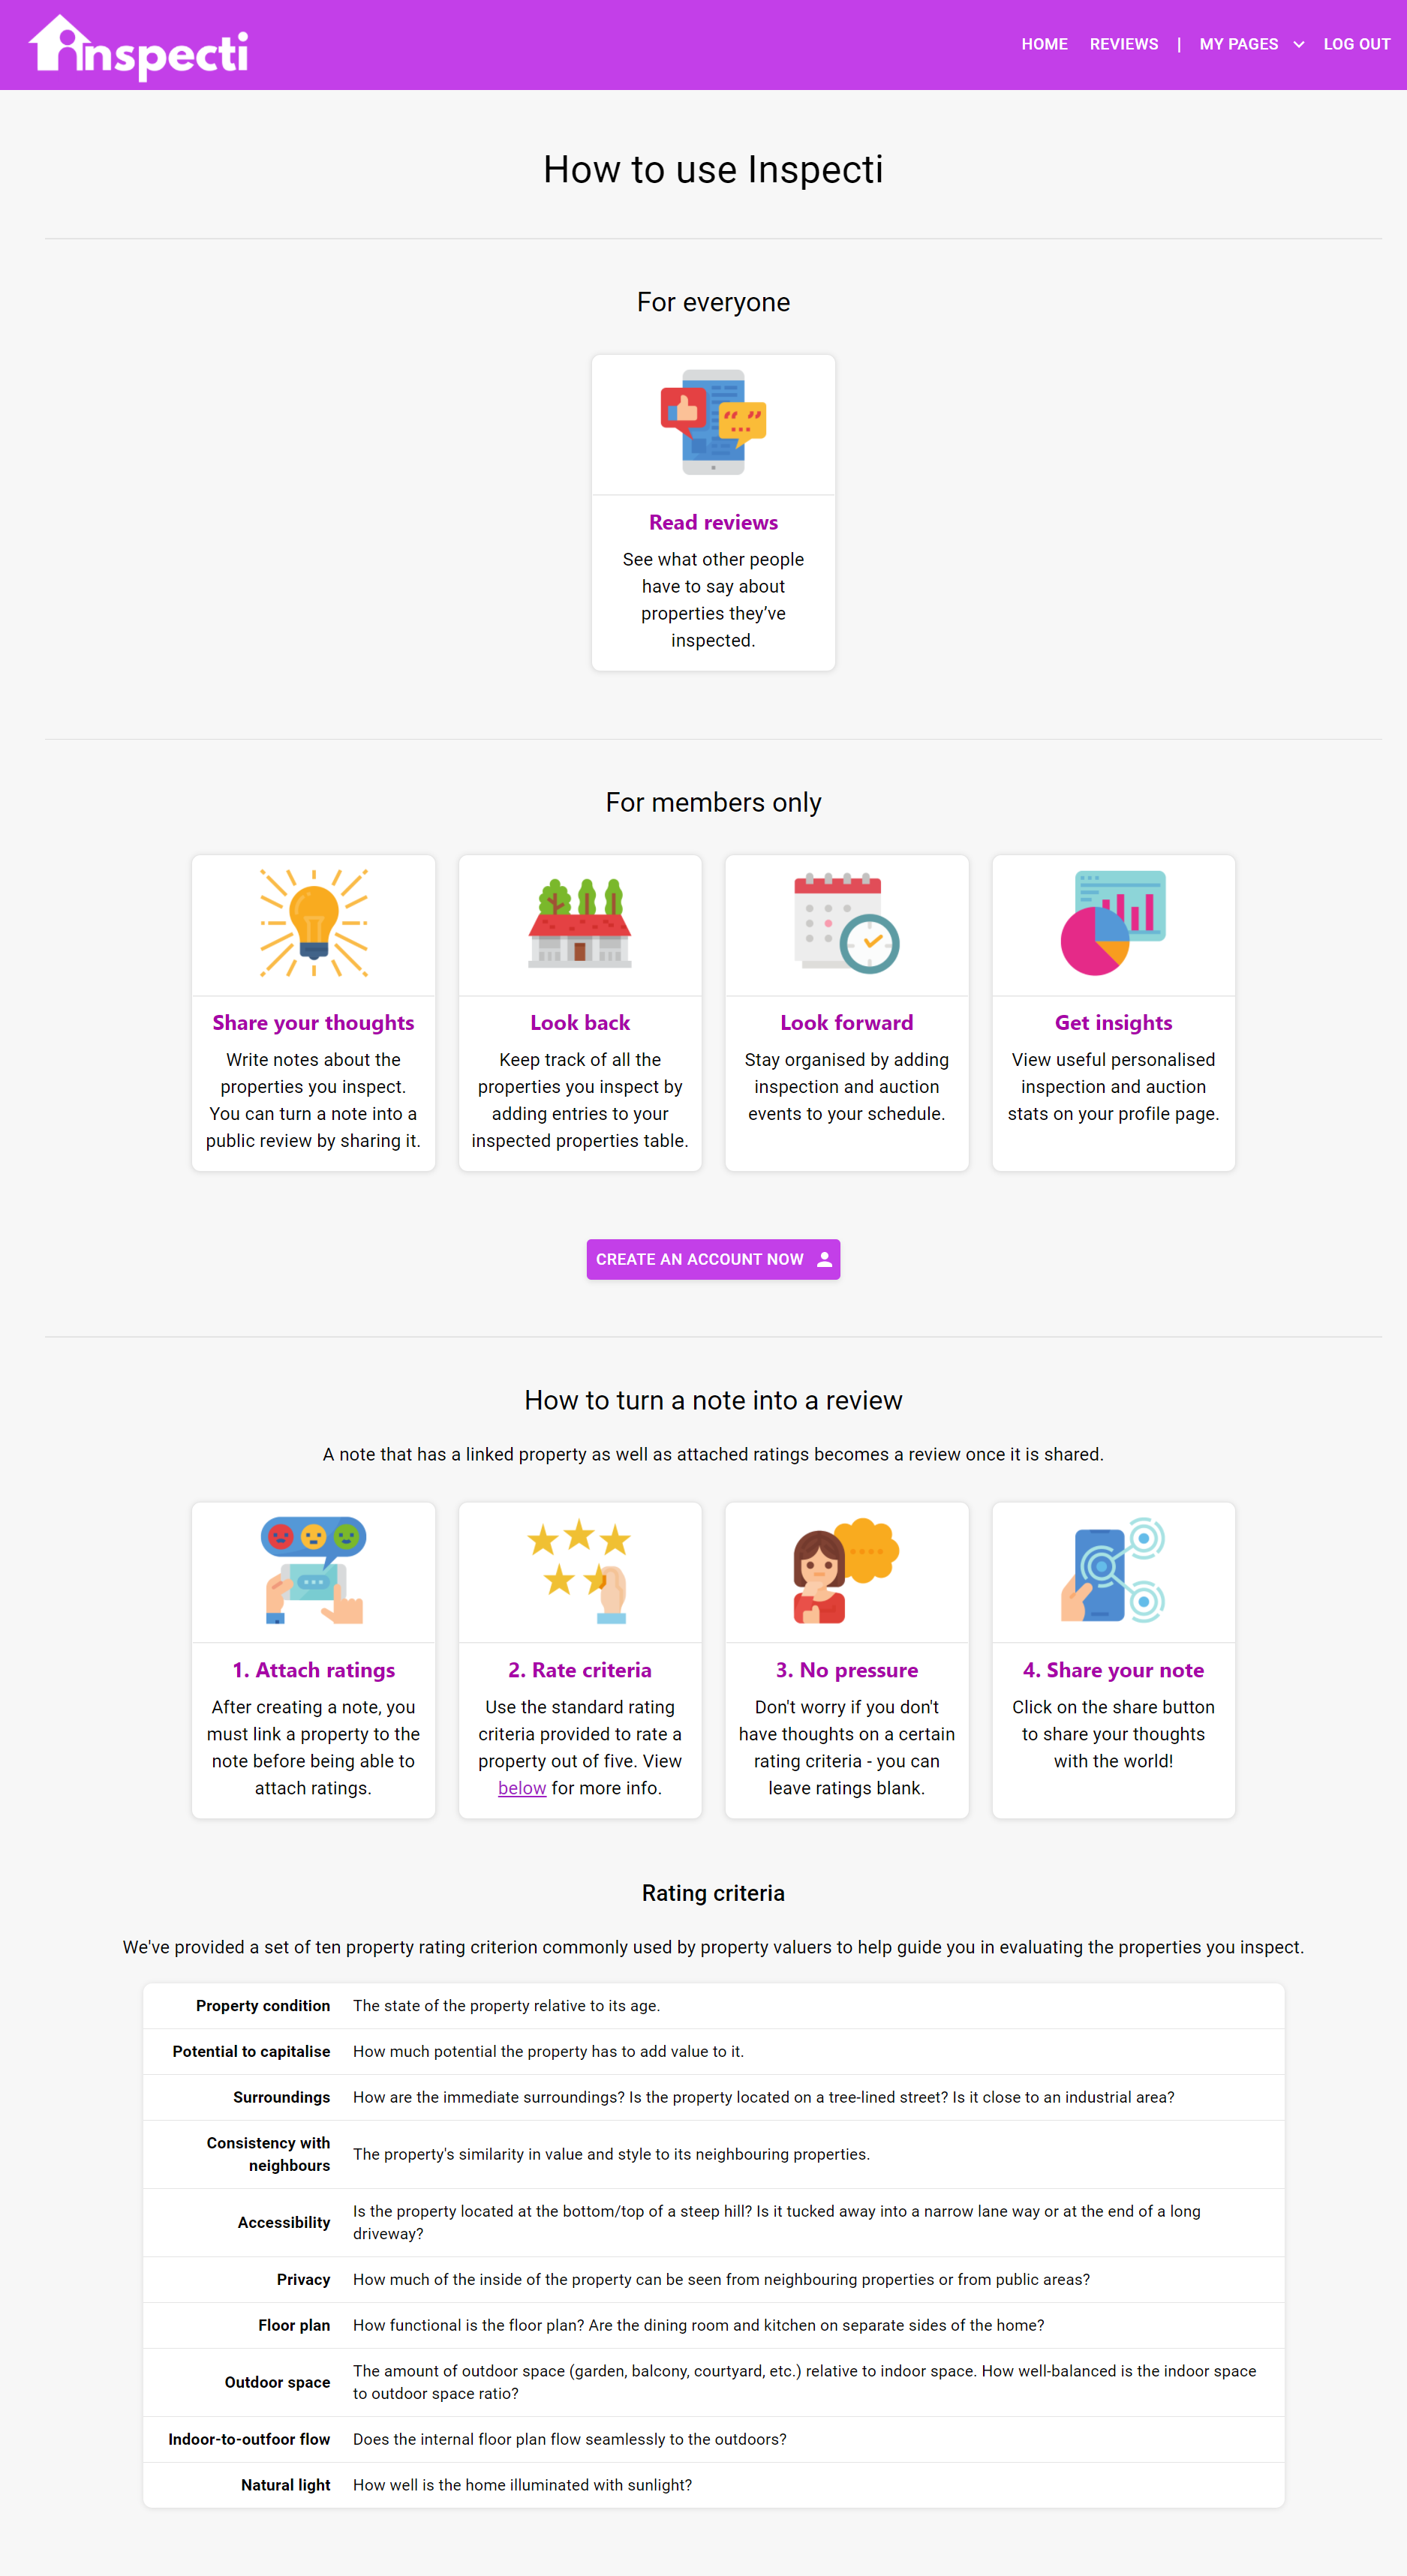 inspecti
HOME REVIEWS | MY PAGES LOG OUT
How to use Inspecti
For everyone
Read reviews
See what other people
have to say about
properties they’ve
inspected.
For members only
Share your thoughts
Write notes about the
properties you inspect.
You can turn a note into a
public review by sharing it.
Look back
Keep track of all the
properties you inspect by
adding entries to your
inspected properties table.
Look forward
Stay organised by adding
inspection and auction
events to your schedule.
Get insights
View useful personalised
inspection and auction
stats on your profile page.
CREATE AN ACCOUNT NOW
How to turn a note into a review
A note that has a linked property as well as attached ratings becomes a review once it is shared.
1. Attach ratings
After creating a note, you
must link a property to the
note before being able to
attach ratings.
2. Rate criteria
Use the standard rating
criteria provided to rate a
property out of five. View
below for more info.
3. No pressure
Don't worry if you don't
have thoughts on a certain
rating criteria - you can
leave ratings blank.
4. Share your note
Click on the share button
to share your thoughts
with the world!
Rating criteria
We've provided a set of ten property rating criterion commonly used by property valuers to help guide you in evaluating the properties you inspect.
Property condition The state of the property relative to its age.
Potential to capitalise How much potential the property has to add value to it.
Surroundings How are the immediate surroundings? Is the property located on a tree-lined street? Is it close to an industrial area?
Consistency with
neighbours
The property's similarity in value and style to its neighbouring properties.
Accessibility
Is the property located at the bottom/top of a steep hill? Is it tucked away into a narrow lane way or at the end of a long
driveway?
Privacy How much of the inside of the property can be seen from neighbouring properties or from public areas?
Floor plan How functional is the floor plan? Are the dining room and kitchen on separate sides of the home?
Outdoor space
The amount of outdoor space (garden, balcony, courtyard, etc.) relative to indoor space. How well-balanced is the indoor space
to outdoor space ratio?
Indoor-to-outfoor flow Does the internal floor plan flow seamlessly to the outdoors?
Natural light How well is the home illuminated with sunlight?